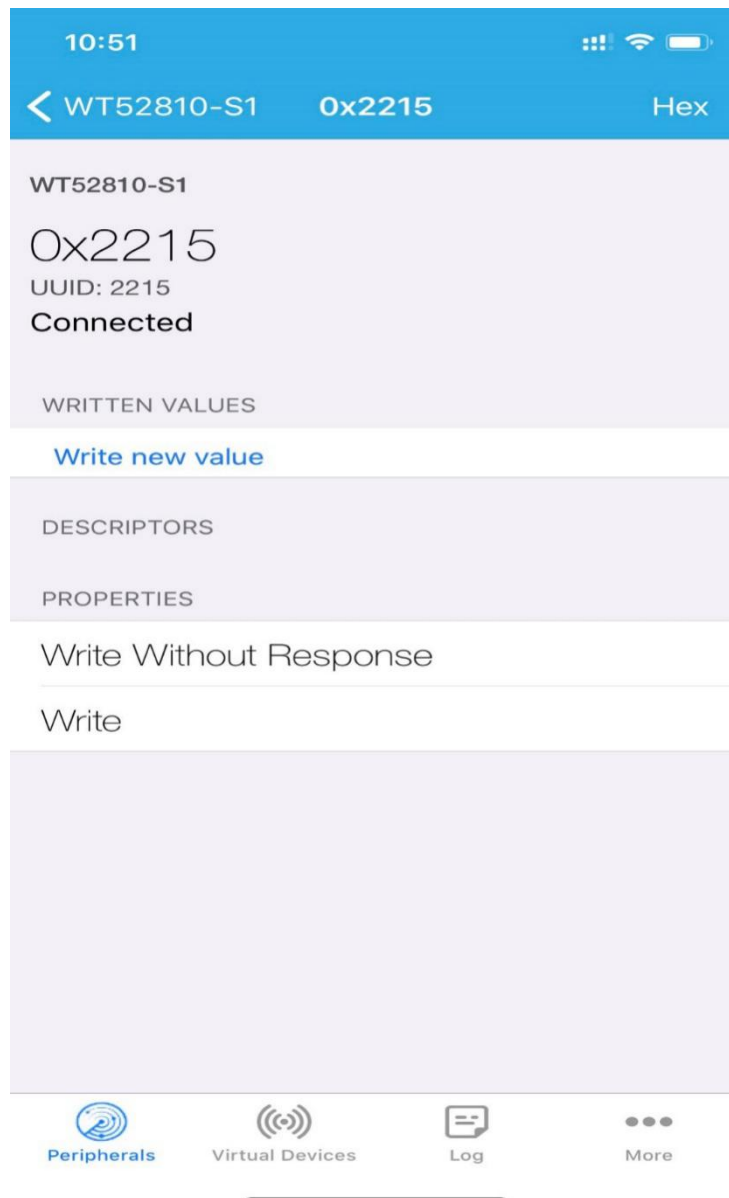 10:51
WT52810-S1 0x2215 Hex
WT52810-S1
0x2215
UUID: 2215
Connected
WRITTEN VALUES
Write new value
DESCRIPTORS
PROPERTIES
Write Without Response
Write
Peripherals Virtual Devices Log More